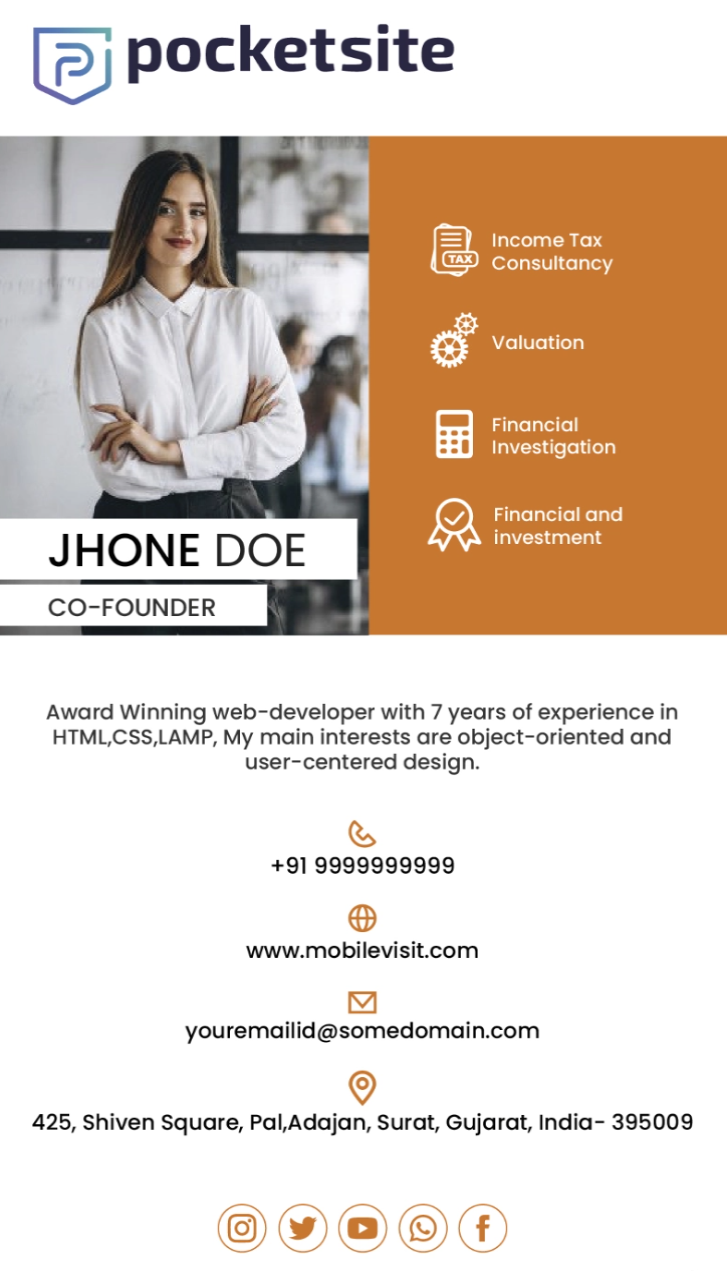 pocketsite
Income Tax
Consultancy
TAX
Valuation
Financial
Investigation
Financial and
investment
JHONE DOE
CO-FOUNDER
Award Winning web-developer with 7 years of experience in
HTML,CSS,LAMP, My main interests are object-oriented and
user-centered design.
+91 9999999999
www.mobilevisit.com
youremailid@somedomain.com
425, Shiven Square, Pal,Adajan, Surat, Gujarat, India- 395009